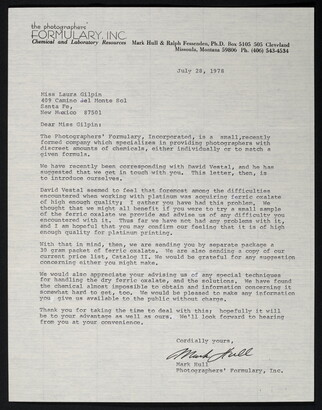 the photographers'
FORMULARY, INC
Chemical and Laboratory Resources Mark Hull & Ralph Fessenden, Ph.D. Box 5105 505 Cleveland
Missoula, Montana 59806 Ph. (406) 543-4534
July 28, 1978
Miss Laura Gilpin
409 Camino del Monte Sol
Santa Fe,
New Mexico 87501
Dear Miss Gilpin:
The Photographers' Formulary, Incorporated, is a small, recently
formed company which specializes in providing photographers with
discreet amounts of chemicals, either individually or to match a
given formula.
We have recently been corresponding with David Vestal, and he has
suggested that we get in touch with you. This letter, then, is
to introduce ourselves.
David Vestal seemed to feel that foremost among the difficulties
encountered when working with platinum was acquiring ferric oxalate
of high enough quality; I gather you have had this problem. We
thought that we might all benefit if you were to try a small sample
of the ferric oxalate we provide and advise us of any difficulty you
encountered with it. Thus far we have not had any problems with it,
and I am hopeful that you may confirm our feeling that it is of high
enough quality for platinum printing.
With that in mind, then, we are sending you by separate package a
30 gram packet of ferric oxalate. We are also sending a copy of our
current price list, Catalog II. We would be grateful for any suggestion
concerning either you might make.
We would also appreciate your advising us of any special techniques
for handling the dry ferric oxalate, and the solutions. We have found
the chemical almost impossible to obtain and information concerning it
somewhat hard to get, too. We would be pleased to make any information
you give us available to the public without charge.
Thank you for taking the time to deal with this; hopefully it will
be to your advantage as well as ours. We'll look forward to hearing
from you at your convenience.
Cordially yours,
Mark Hull
Mark Hull
Photographers' Formulary, Inc.